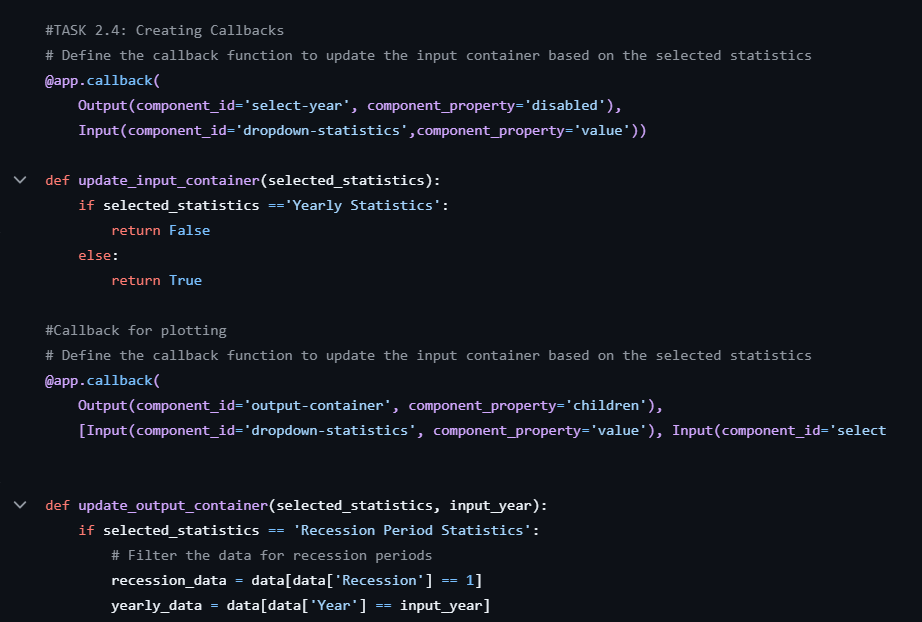 #TASK 2.4: Creating Callbacks
# Define the callback function to update the input container based on the selected statistics
@app.callback(
    Output(component_id='select-year', component_property='disabled'),
    Input(component_id='dropdown-statistics',component_property='value'))
def update_input_container(selected_statistics):
    if selected_statistics =='Yearly Statistics':
        return False
    else:
        return True
#Callback for plotting
# Define the callback function to update the input container based on the selected statistics
@app.callback(
    Output(component_id='output-container', component_property='children'),
    [Input(component_id='dropdown-statistics', component_property='value'), Input(component_id='select
def update_output_container(selected_statistics, input_year):
    if selected_statistics == 'Recession Period Statistics':
        # Filter the data for recession periods
        recession_data = data[data['Recession'] == 1]
        yearly_data = data[data['Year'] == input_year]